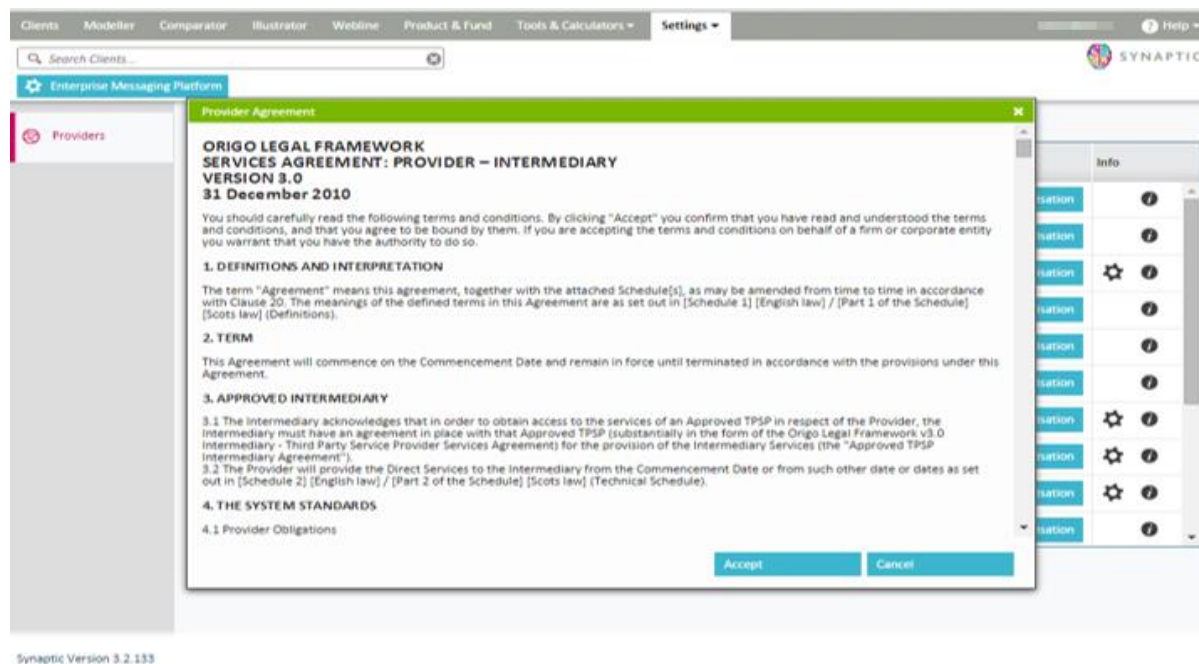 Clients Modeller Comparator Illustrator Webline Product & Fund Tools & Calculators Settings Help
Search Clients...
SYNAPTIC
Enterprise Messaging Platform
Providers
Provider Agreement
Info
ORIGO LEGAL FRAMEWORK
SERVICES AGREEMENT: PROVIDER – INTERMEDIARY
VERSION 3.0
31 December 2010
You should carefully read the following terms and conditions. By clicking "Accept" you confirm that you have read and understood the terms
and conditions, and that you agree to be bound by them. If you are accepting the terms and conditions on behalf of a firm or corporate entity
you warrant that you have the authority to do so.
1. DEFINITIONS AND INTERPRETATION
The term "Agreement" means this agreement, together with the attached Schedule[s], as may be amended from time to time in accordance
with Clause 20. The meanings of the defined terms in this Agreement are as set out in [Schedule 1] [English law] / [Part 1 of the Schedule]
[Scots law] (Definitions).
2. TERM
This Agreement will commence on the Commencement Date and remain in force until terminated in accordance with the provisions under this
Agreement.
3. APPROVED INTERMEDIARY
3.1 The Intermediary acknowledges that in order to obtain access to the services of an Approved TPSP in respect of the Provider, the
Intermediary must have an agreement in place with that Approved TPSP (substantially in the form of the Origo Legal Framework v3.0
Intermediary - Third Party Service Provider Services Agreement) for the provision of the Intermediary Services (the "Approved TPSP
Intermediary Agreement").
3.2 The Provider will provide the Direct Services to the Intermediary from the Commencement Date or from such other date or dates as set
out in [Schedule 2] [English law] / [Part 2 of the Schedule] [Scots law] (Technical Schedule).
4. THE SYSTEM STANDARDS
4.1 Provider Obligations
Accept Cancel
Synaptic Version 3.2.133